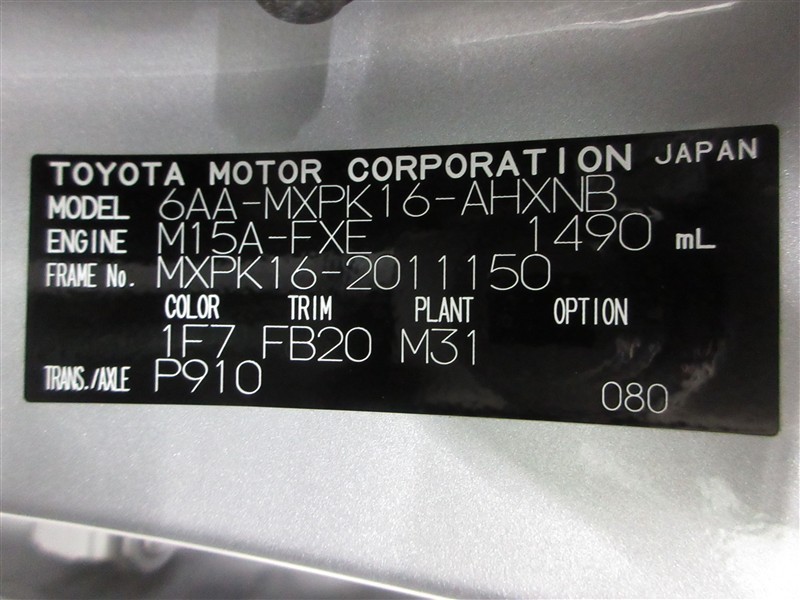 TOYOTA MOTOR CORPORATION JAPAN
MODEL 6AA-MXPK16-AHXNB
ENGINE M15A-FXE 1490 mL
FRAME No. MXPK16-2011150
COLOR TRIM PLANT OPTION
1F7 FB20 M31
TRANS./AXLE P910
080